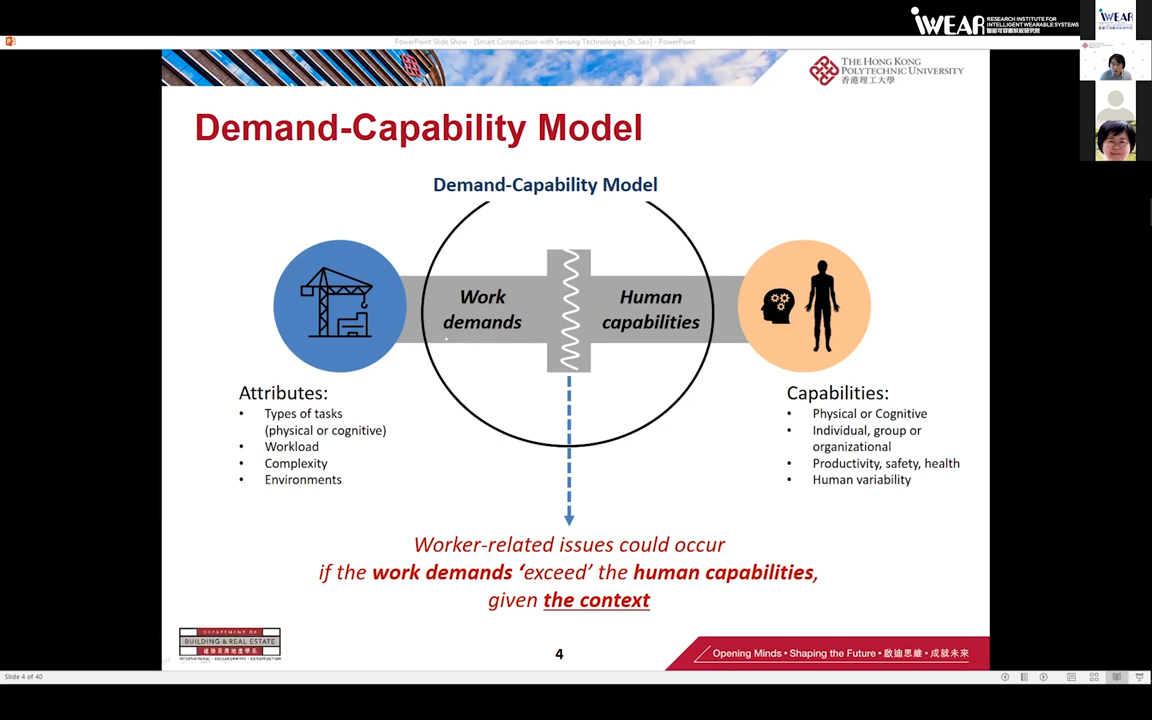 iWEAR RESEARCH INSTITUTE FOR
INTELLIGENT WEARABLE SYSTEMS
智能可穿戴系統研究院
iWEAR
PowerPoint Slide Show - [Smart Construction with Sensing Technologies_Dr. Seo] - PowerPoint
THE HONG KONG
POLYTECHNIC UNIVERSITY
香港理工大學
Demand-Capability Model
Demand-Capability Model
Work
demands
Human
capabilities
Attributes:
• Types of tasks
(physical or cognitive)
• Workload
• Complexity
• Environments
Capabilities:
• Physical or Cognitive
• Individual, group or
organizational
• Productivity, safety, health
• Human variability
Worker-related issues could occur
if the work demands ‘exceed’ the human capabilities,
given the context
DEPARTMENT OF
BUILDING & REAL ESTATE
建築及房地產學系
INTERNATIONAL • COLLABORATIVE • CONSTRUCTION
4
Opening Minds • Shaping the Future • 啟迪思維 • 成就未來
Slide 4 of 40